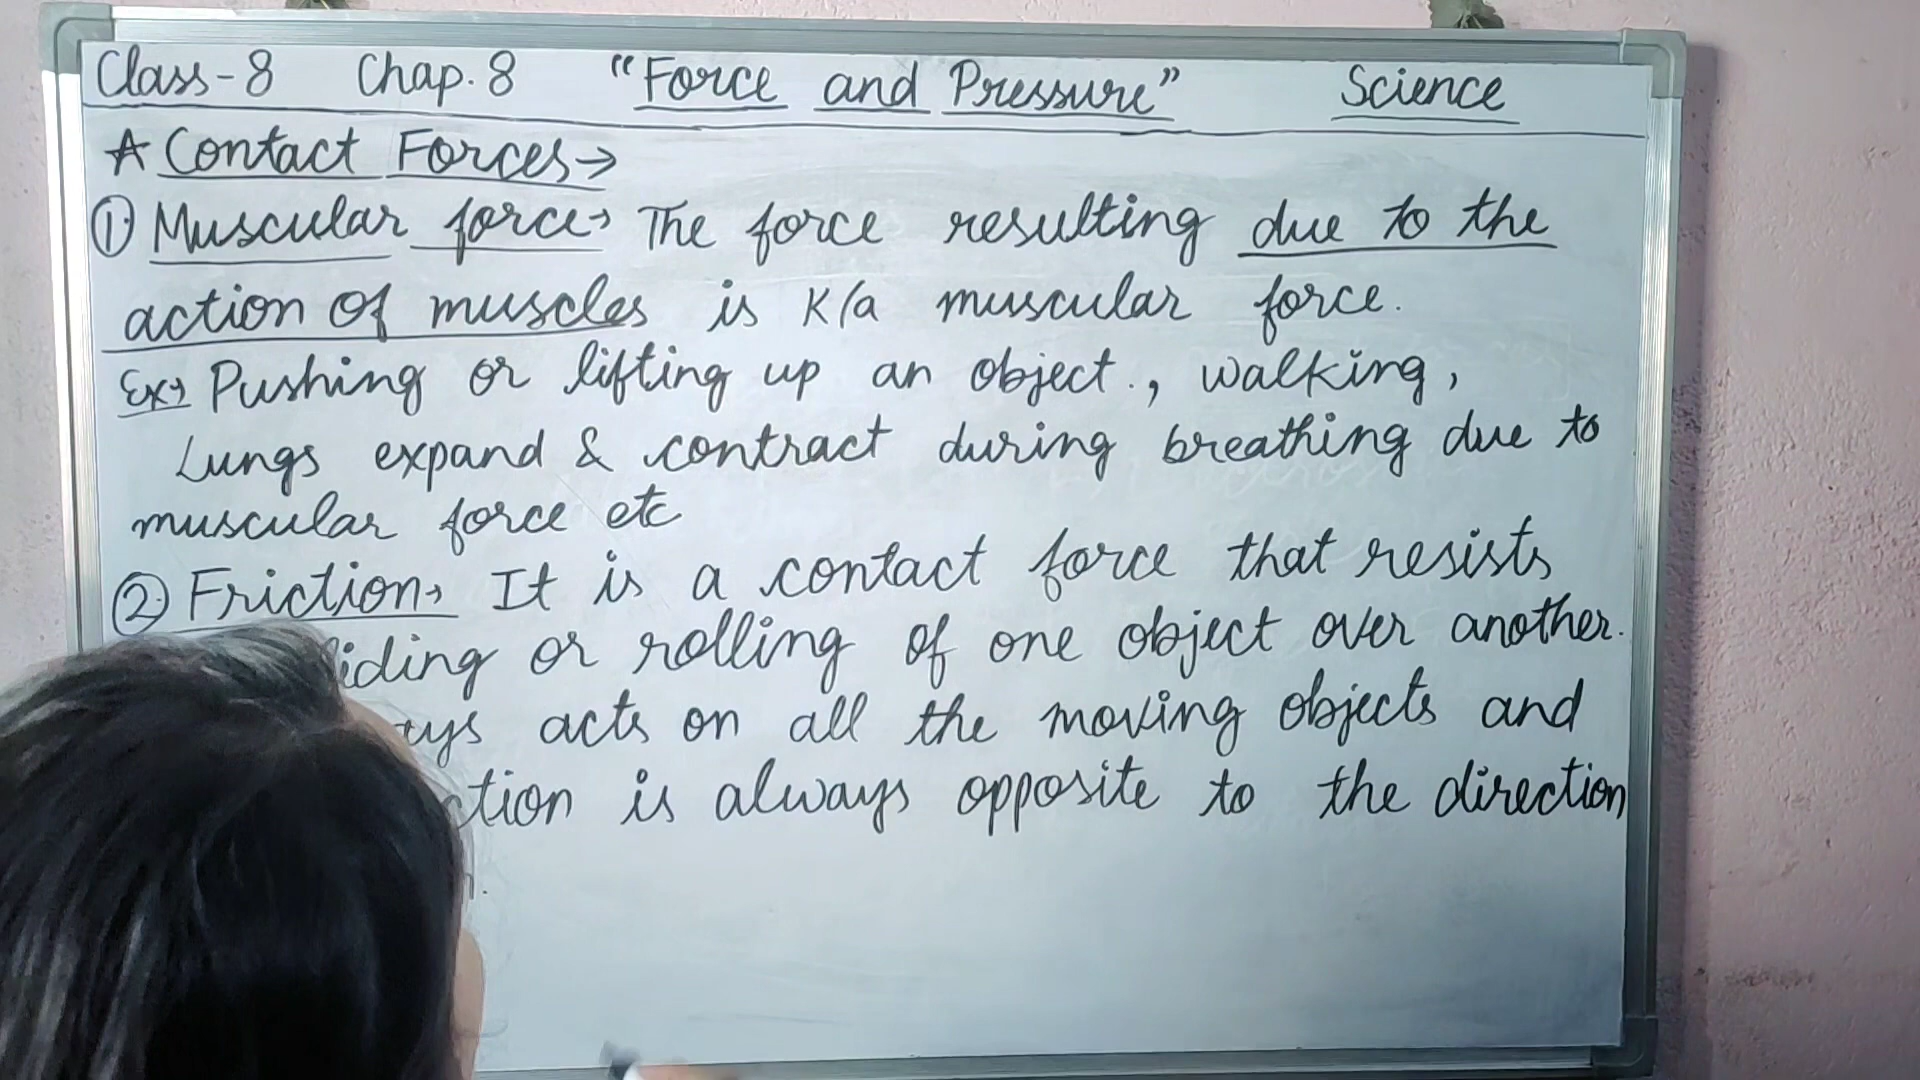 Class-8 Chap. 8 "Force and Pressure" Science
☆ Contact Forces→
①. Muscular force→ The force resulting due to the
action of muscles is k/a muscular force.
Ex→ Pushing or lifting up an object., walking,
Lungs expand & contract during breathing due to
muscular force etc
②. Friction→ It is a contact force that resists
or rolling of one object over another.
acts on all the moving objects and
is always opposite to the direction